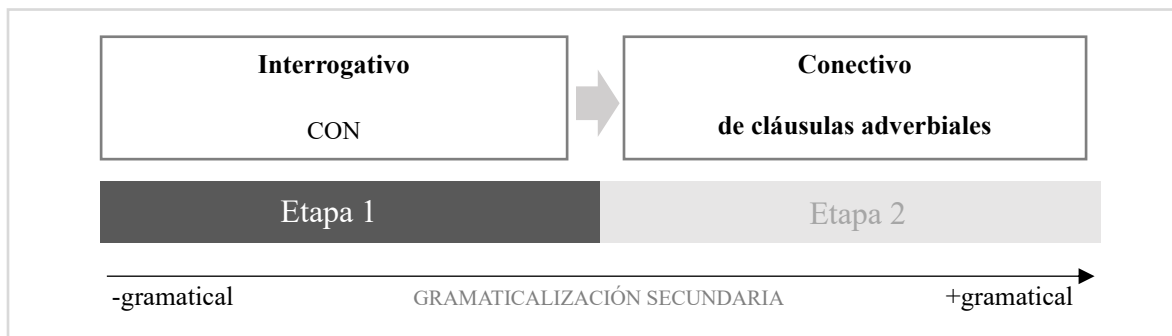 Interrogativo
CON
Conectivo
de cláusulas adverbiales
Etapa 1
Etapa 2
-gramatical
GRAMATICALIZACIÓN SECUNDARIA
+gramatical